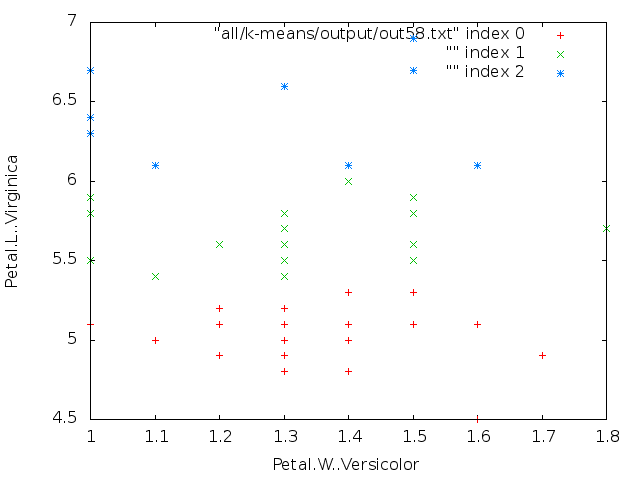 "all/k-means/output/out58.txt" index 0
"" index 1
"" index 2
7
6.5
6
5.5
5
4.5
Petal.L..Virginica
1 1.1 1.2 1.3 1.4 1.5 1.6 1.7 1.8
Petal.W..Versicolor